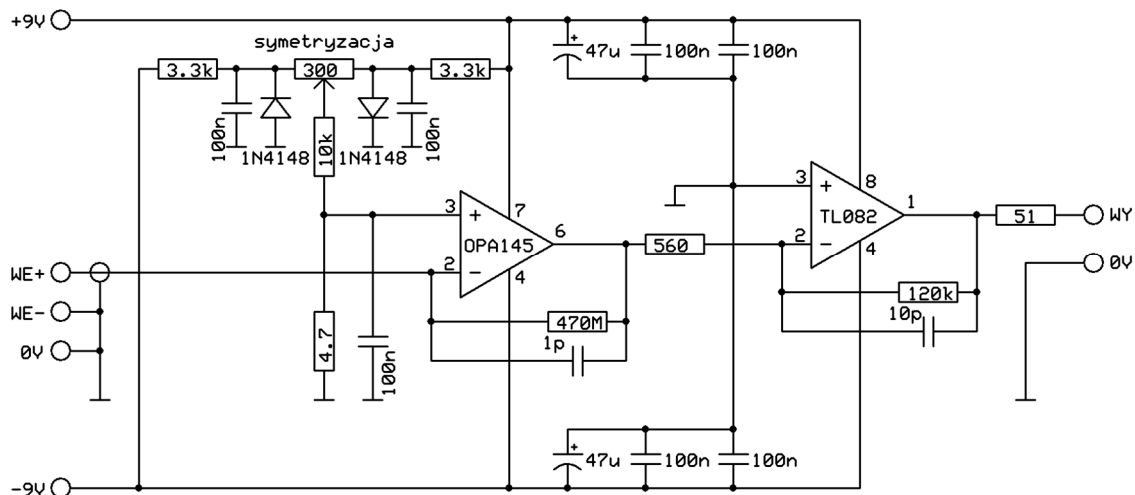 +9V
symetryzacja
3.3k
300
3.3k
47u
100n
100n
100n
1N4148
10k
1N4148
100n
3
+
7
OPA145
6
2
-
4
560
3
+
8
TL082
1
2
-
4
51
WY
0V
WE+
WE-
0V
4.7
100n
470M
1p
120k
10p
+
47u
100n
100n
+
-9V